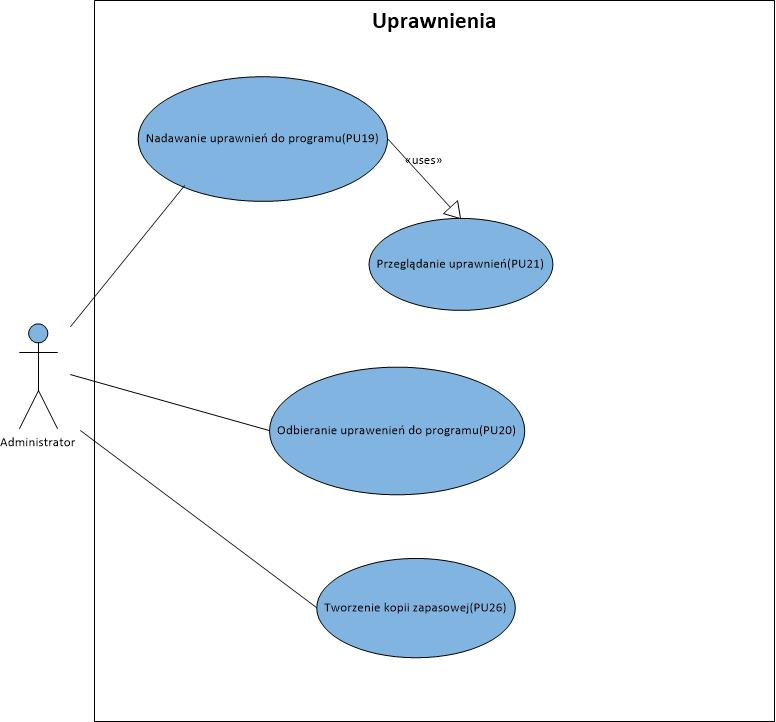 Uprawnienia
Nadawanie uprawnień do programu(PU19)
«uses»
Przeglądanie uprawnień(PU21)
Odbieranie uprawenień do programu(PU20)
Administrator
Tworzenie kopii zapasowej(PU26)